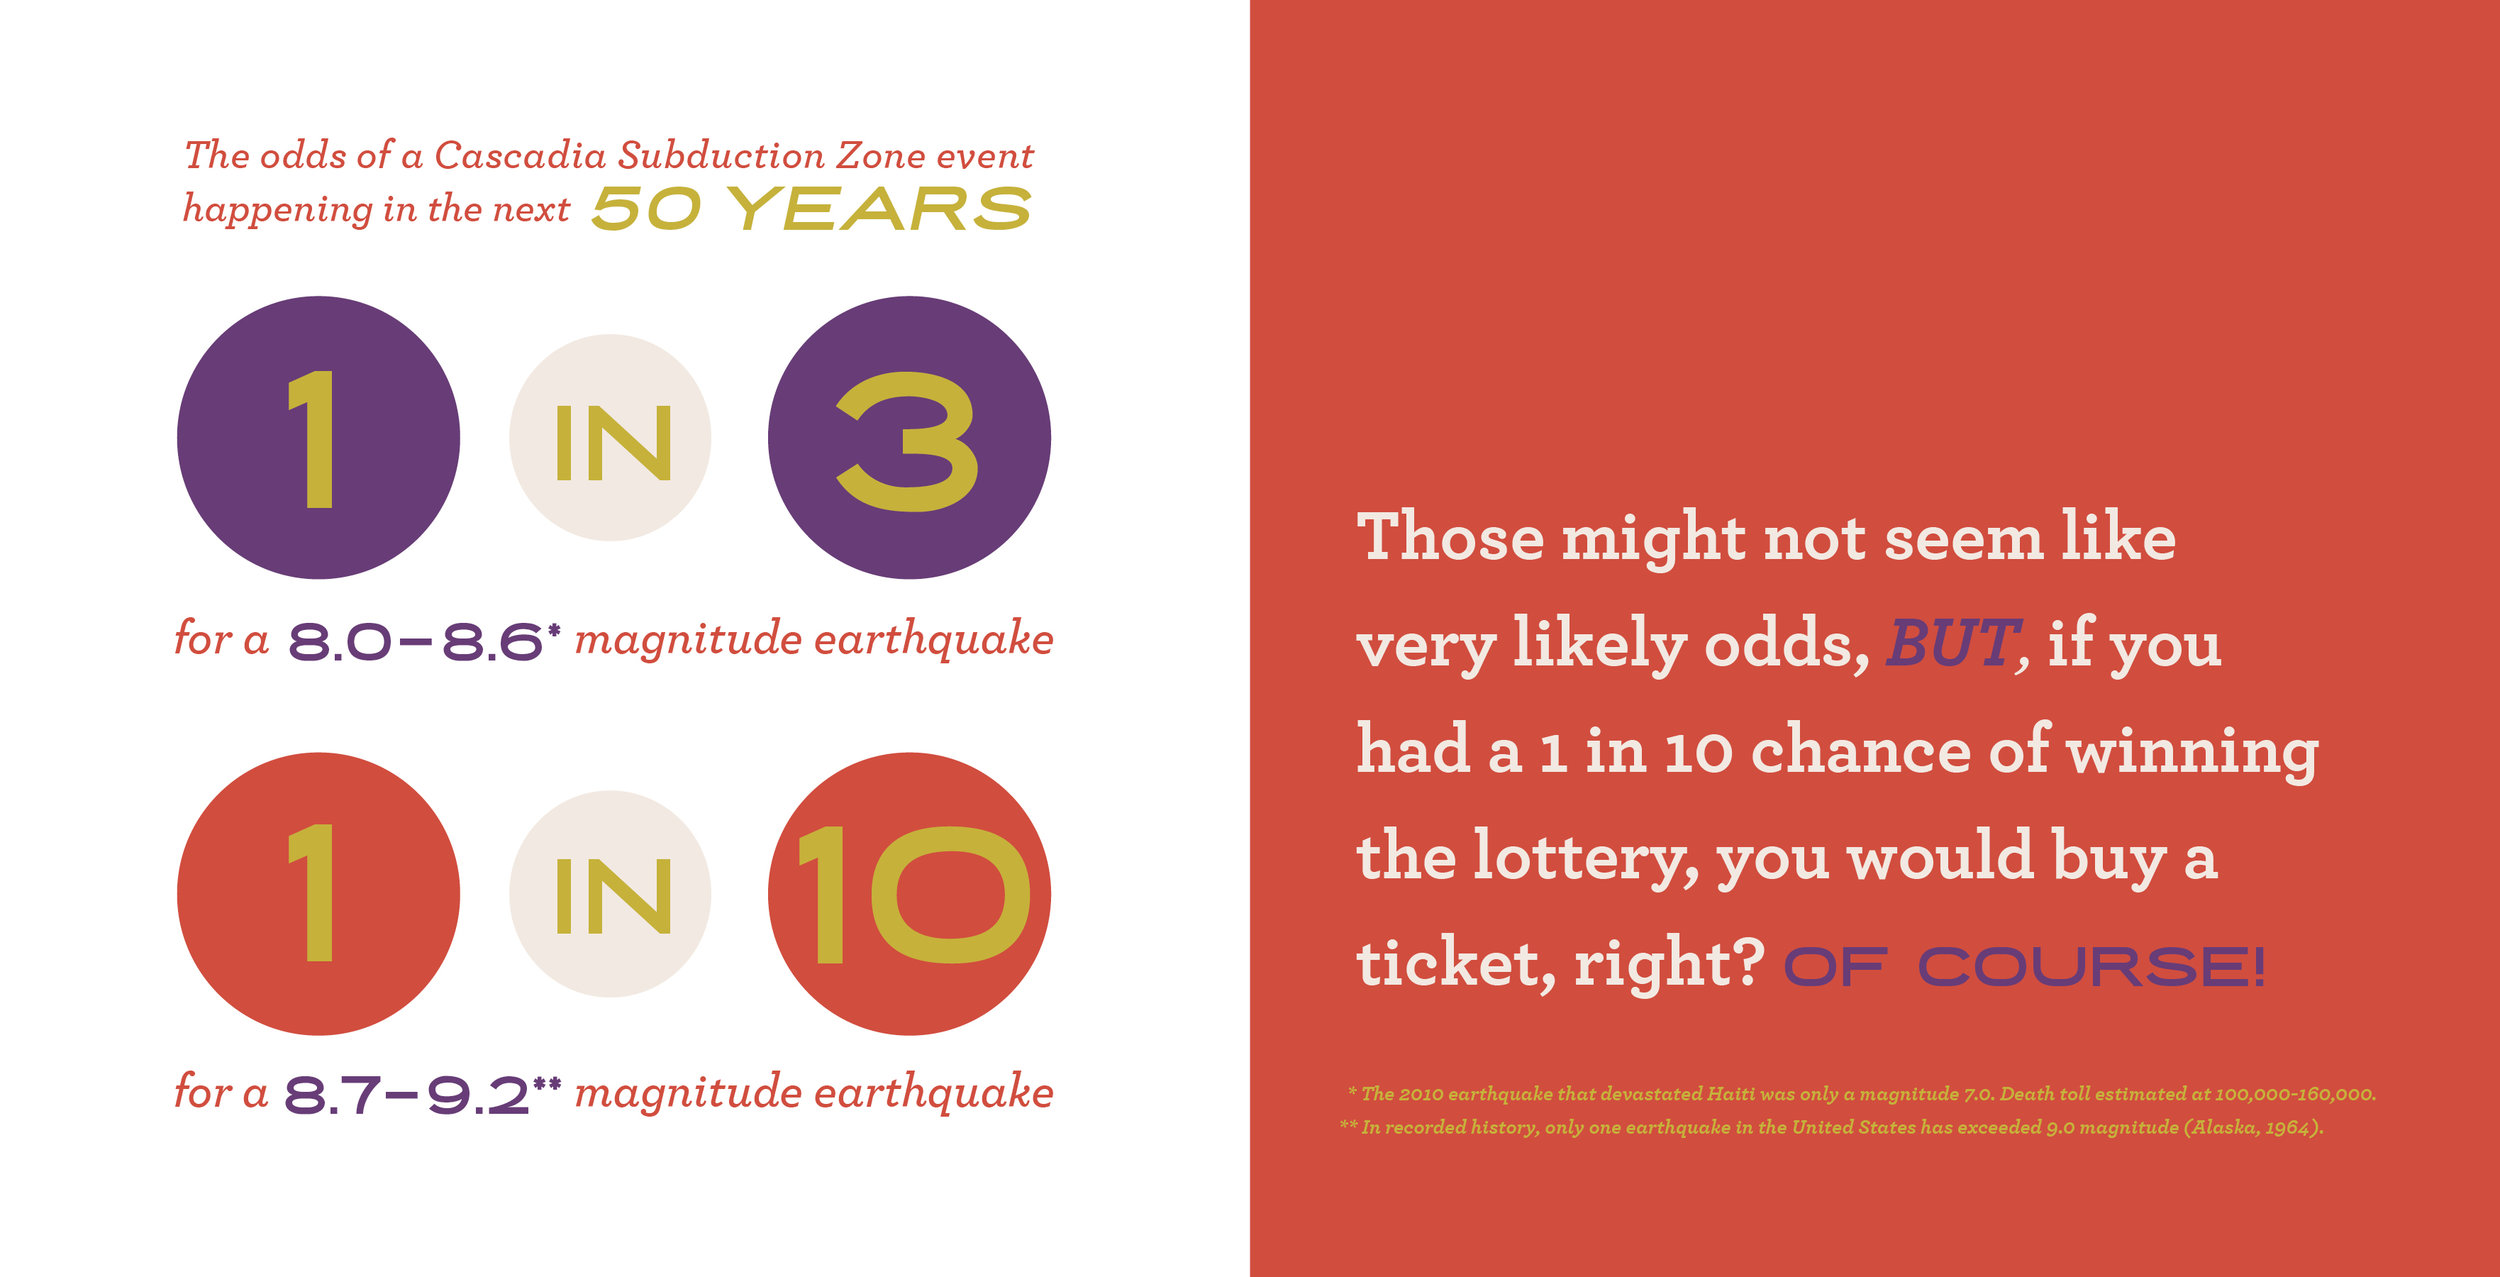 The odds of a Cascadia Subduction Zone event
happening in the next 50 YEARS
1 IN 3
for a 8.0–8.6* magnitude earthquake
1 IN 10
for a 8.7–9.2** magnitude earthquake
Those might not seem like
very likely odds, BUT, if you
had a 1 in 10 chance of winning
the lottery, you would buy a
ticket, right? OF COURSE!
* The 2010 earthquake that devastated Haiti was only a magnitude 7.0. Death toll estimated at 100,000-160,000.
** In recorded history, only one earthquake in the United States has exceeded 9.0 magnitude (Alaska, 1964).